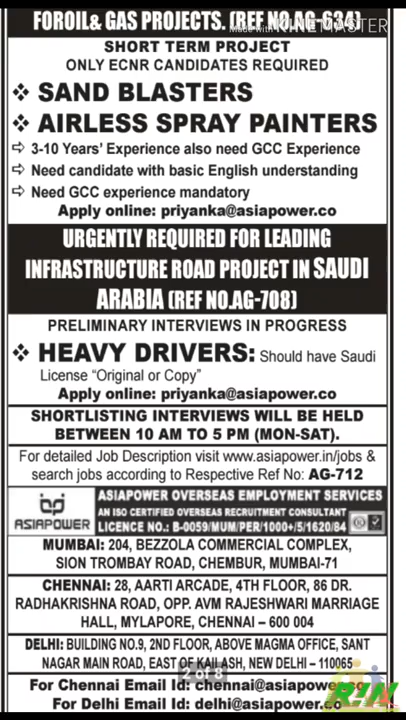 FOR OIL & GAS PROJECTS. (REF NO.AG-634)
Made with KINEMASTER
SHORT TERM PROJECT
ONLY ECNR CANDIDATES REQUIRED
❖ SAND BLASTERS
❖ AIRLESS SPRAY PAINTERS
⇨ 3-10 Years' Experience also need GCC Experience
⇨ Need candidate with basic English understanding
⇨ Need GCC experience mandatory
Apply online: priyanka@asiapower.co
URGENTLY REQUIRED FOR LEADING
INFRASTRUCTURE ROAD PROJECT IN SAUDI
ARABIA (REF NO.AG-708)
PRELIMINARY INTERVIEWS IN PROGRESS
❖ HEAVY DRIVERS: Should have Saudi
License "Original or Copy"
Apply online: priyanka@asiapower.co
SHORTLISTING INTERVIEWS WILL BE HELD
BETWEEN 10 AM TO 5 PM (MON-SAT).
For detailed Job Description visit www.asiapower.in/jobs &
search jobs according to Respective Ref No: AG-712
ASIAPOWER
ASIAPOWER OVERSEAS EMPLOYMENT SERVICES
AN ISO CERTIFIED OVERSEAS RECRUITMENT CONSULTANT
LICENCE NO.: B-0059/MUM/PER/1000+/5/1620/84
MUMBAI: 204, BEZZOLA COMMERCIAL COMPLEX,
SION TROMBAY ROAD, CHEMBUR, MUMBAI-71
CHENNAI: 28, AARTI ARCADE, 4TH FLOOR, 86 DR.
RADHAKRISHNA ROAD, OPP. AVM RAJESHWARI MARRIAGE
HALL, MYLAPORE, CHENNAI – 600 004
DELHI: BUILDING NO.9, 2ND FLOOR, ABOVE MAGMA OFFICE, SANT
NAGAR MAIN ROAD, EAST OF KAILASH, NEW DELHI – 110065
2 of 8
For Chennai Email Id: chennai@asiapower.co
For Delhi Email Id: delhi@asiapower.co